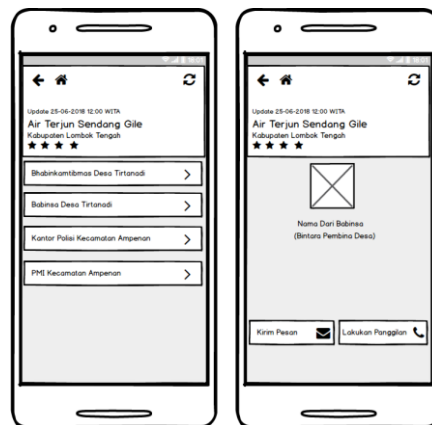 Update 25-06-2018 12:00 WITA
Air Terjun Sendang Gile
Kabupaten Lombok Tengah
Bhabinkamtibmas Desa Tirtanadi
Babinsa Desa Tirtanadi
Kantor Polisi Kecamatan Ampenan
PMI Kecamatan Ampenan
Update 25-06-2018 12:00 WITA
Air Terjun Sendang Gile
Kabupaten Lombok Tengah
Nama Dari Babinsa
(Bintara Pembina Desa)
Kirim Pesan
Lakukan Panggilan